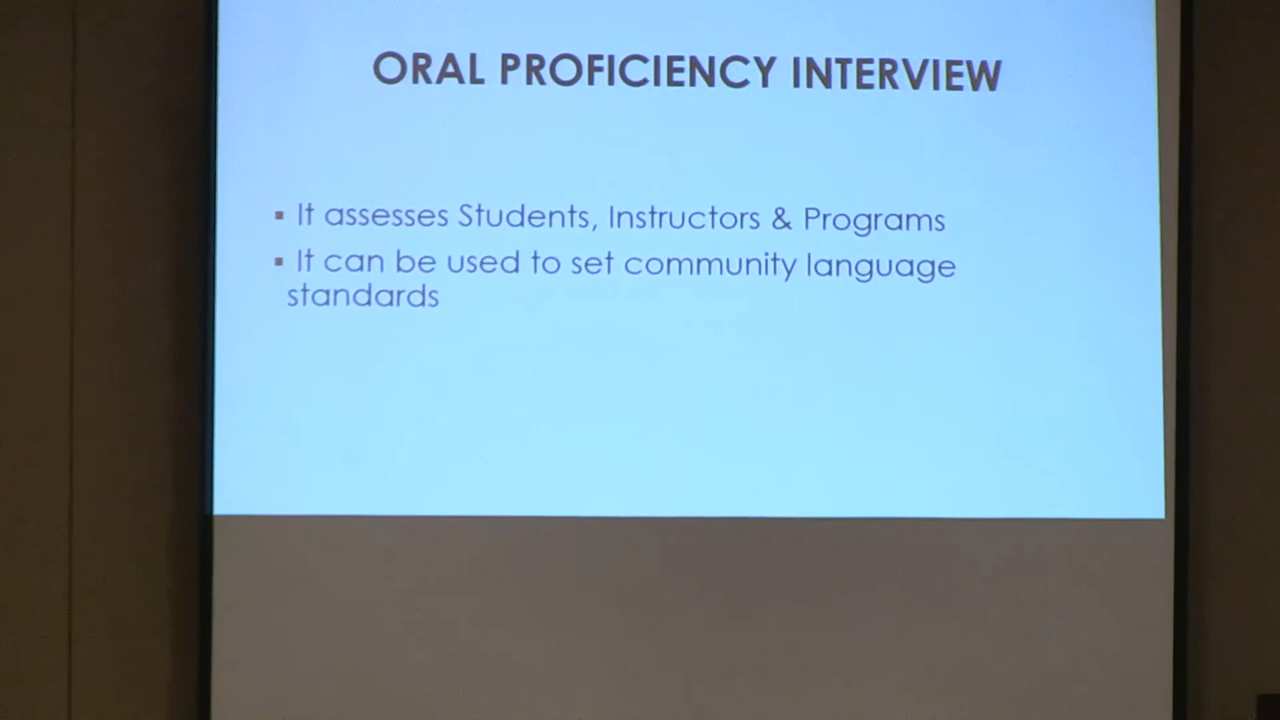 ORAL PROFICIENCY INTERVIEW
▪ It assesses Students, Instructors & Programs
▪ It can be used to set community language
standards